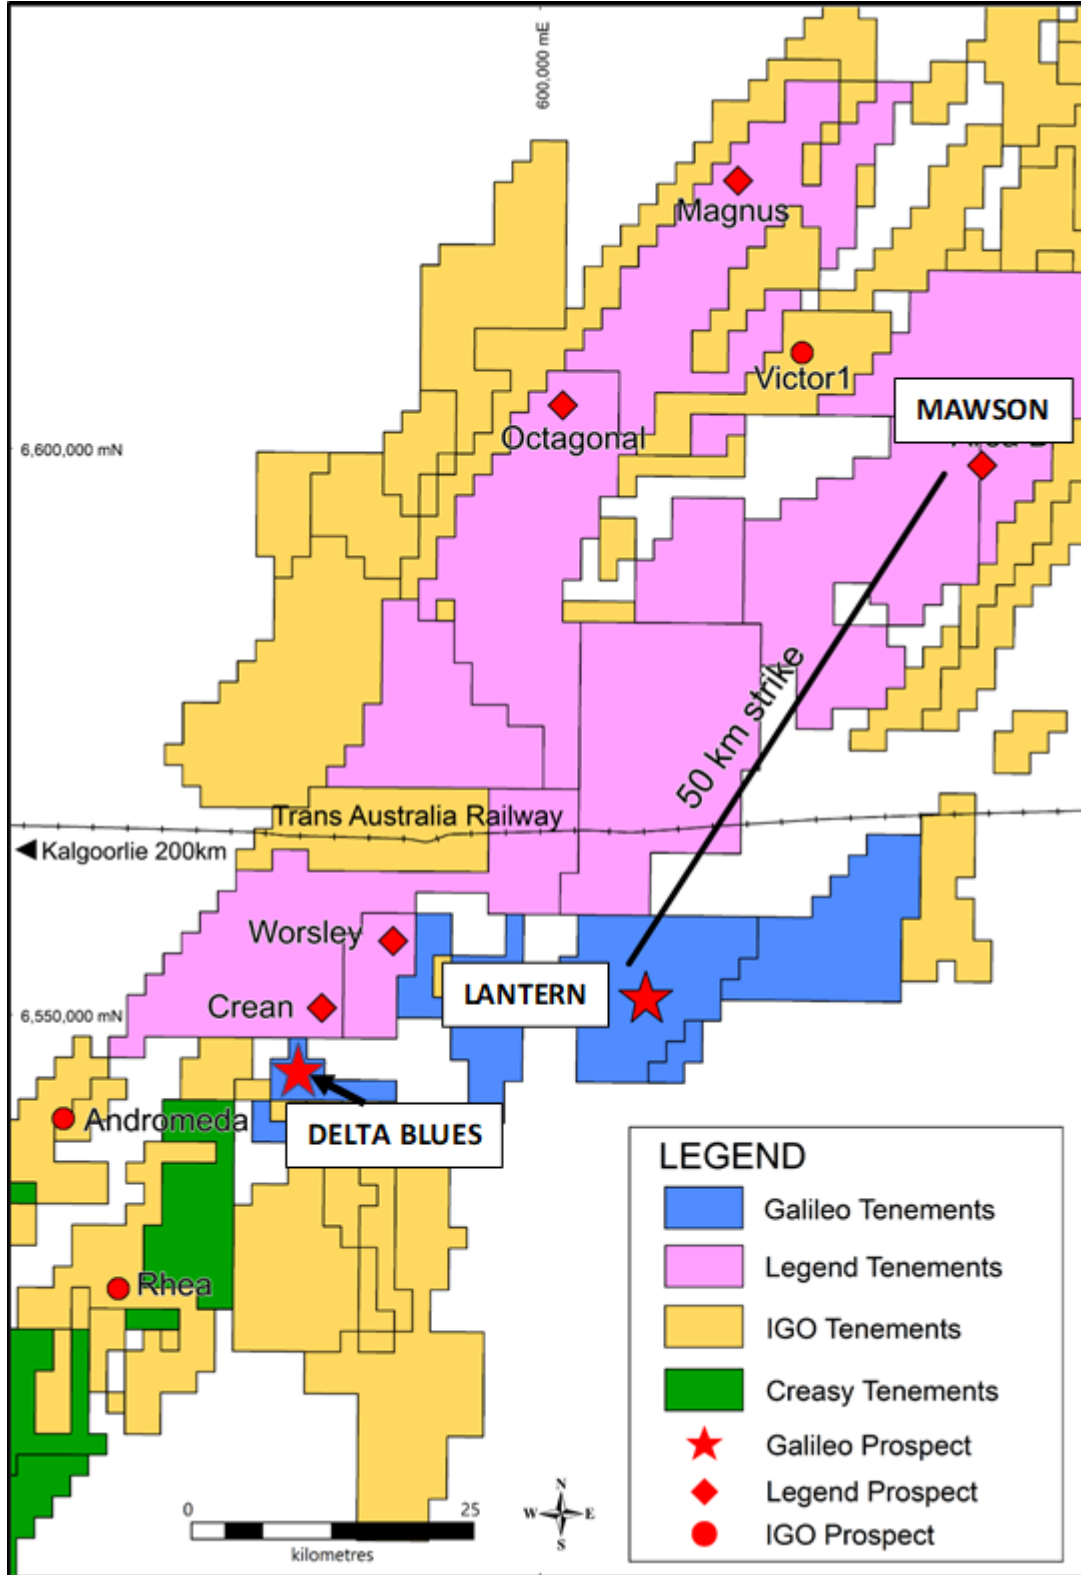 600,000 mE
Magnus
Victor1
MAWSON
Octagonal
6,600,000 mN
50 km strike
Trans Australia Railway
Kalgoorlie 200km
Worsley
LANTERN
Crean
6,550,000 mN
Andromeda
DELTA BLUES
Rhea
LEGEND
Galileo Tenements
Legend Tenements
IGO Tenements
Creasy Tenements
Galileo Prospect
Legend Prospect
IGO Prospect
0 25
kilometres
N
W E
S